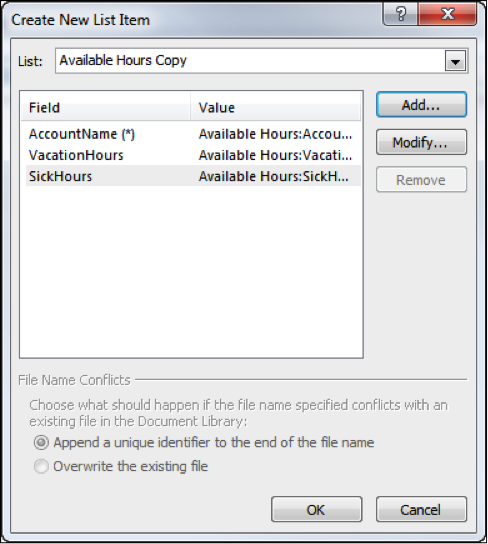 Create New List Item
List: Available Hours Copy
Field Value
AccountName (*) Available Hours:Accou...
VacationHours Available Hours:Vacati...
SickHours Available Hours:SickH...
Add...
Modify...
Remove
File Name Conflicts
Choose what should happen if the file name specified conflicts with an
existing file in the Document Library:
Append a unique identifier to the end of the file name
Overwrite the existing file
OK Cancel